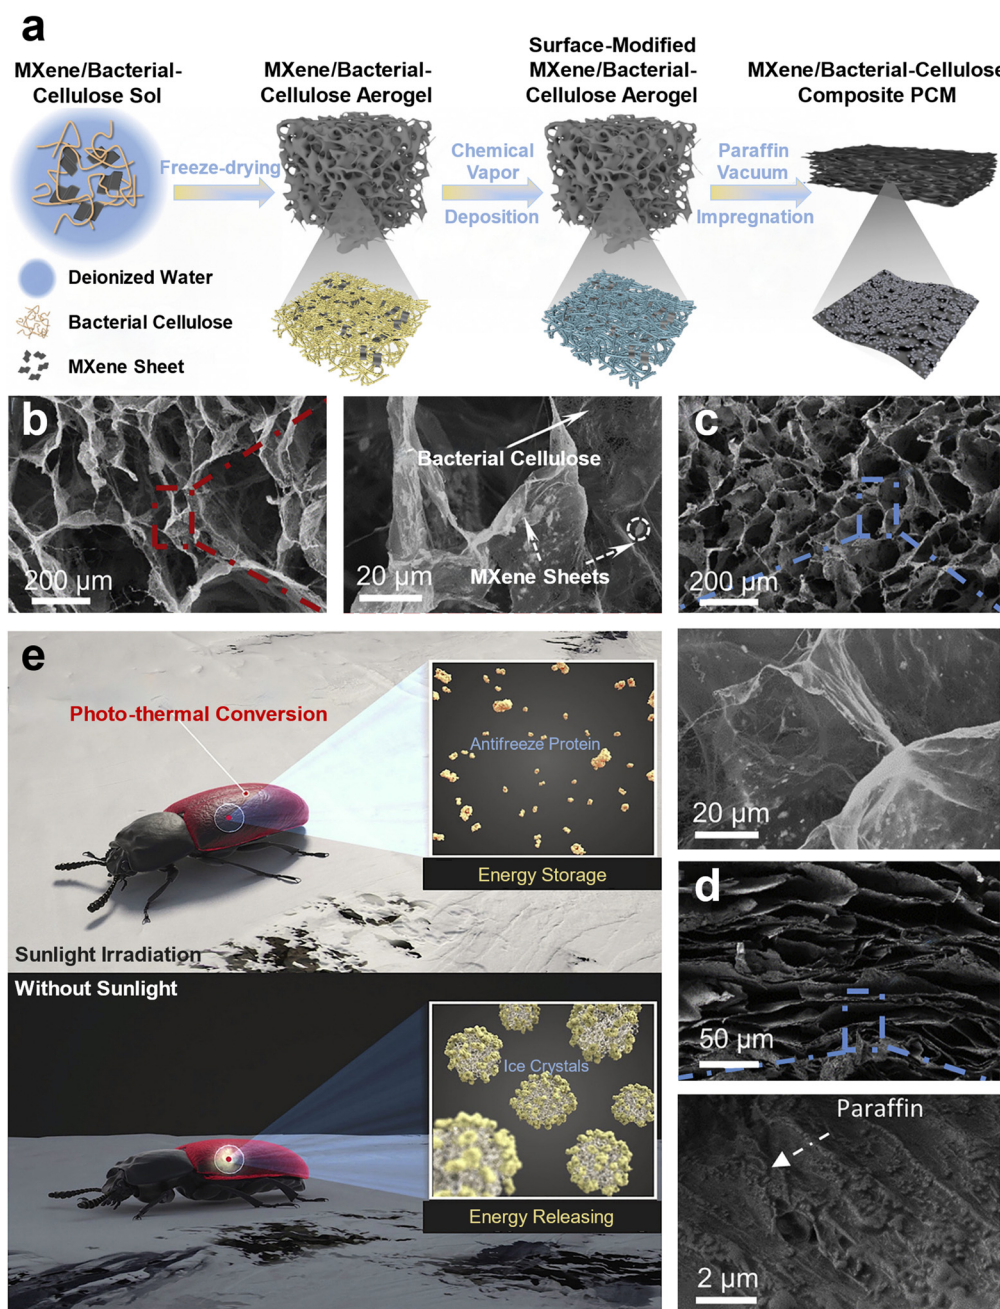 a
MXene/Bacterial-
Cellulose Sol
MXene/Bacterial-
Cellulose Aerogel
Surface-Modified
MXene/Bacterial-
Cellulose Aerogel
MXene/Bacterial-Cellulose
Composite PCM
Freeze-drying
Chemical
Vapor
Deposition
Paraffin
Vacuum
Impregnation
Deionized Water
Bacterial Cellulose
MXene Sheet
b
200 μm
Bacterial Cellulose
MXene Sheets
20 μm
c
200 μm
20 μm
d
50 μm
Paraffin
2 μm
e
Photo-thermal Conversion
Antifreeze Protein
Energy Storage
Sunlight Irradiation
Without Sunlight
Ice Crystals
Energy Releasing